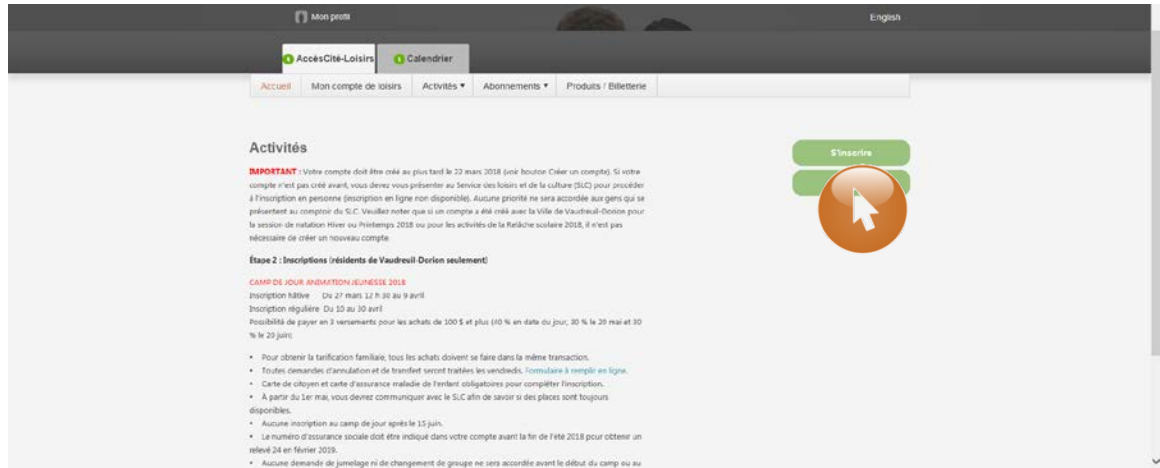 Mon profil
English
AccèsCité-Loisirs
Calendrier
Accueil
Mon compte de loisirs
Activités
Abonnements
Produits / Billetterie
Activités
S'inscrire
IMPORTANT : Votre compte doit être créé au plus tard le 22 mars 2018 (voir bouton Créer un compte). Si votre
compte n'est pas créé avant, vous devez vous présenter au Service des loisirs et de la culture (SLC) pour procéder
à l'inscription en personne (inscription en ligne non disponible). Aucune priorité ne sera accordée aux gens qui se
présentent au comptoir du SLC. Veuillez noter que si un compte a été créé avec la Ville de Vaudreuil-Dorion pour
la session de natation Hiver ou Printemps 2018 ou pour les activités de la Relâche scolaire 2018, il n'est pas
nécessaire de créer un nouveau compte.
Étape 2 : Inscriptions (résidents de Vaudreuil-Dorion seulement)
CAMP DE JOUR ANIMATION JEUNESSE 2018
Inscription hâtive Du 27 mars 12 h 30 au 9 avril
Inscription régulière Du 10 au 30 avril
Possibilité de payer en 3 versements pour les achats de 100 $ et plus (40 % en date du jour, 30 % le 20 mai et 30
% le 20 juin)
• Pour obtenir la tarification familiale, tous les achats doivent se faire dans la même transaction.
• Toutes demandes d'annulation et de transfert seront traitées les vendredis. Formulaire à remplir en ligne.
• Carte de citoyen et carte d'assurance maladie de l'enfant obligatoires pour compléter l'inscription.
• À partir du 1er mai, vous devrez communiquer avec le SLC afin de savoir si des places sont toujours
disponibles.
• Aucune inscription au camp de jour après le 15 juin.
• Le numéro d'assurance sociale doit être indiqué dans votre compte avant la fin de l'été 2018 pour obtenir un
relevé 24 en février 2019.
• Aucune demande de jumelage ni de changement de groupe ne sera accordée avant le début du camp ou au